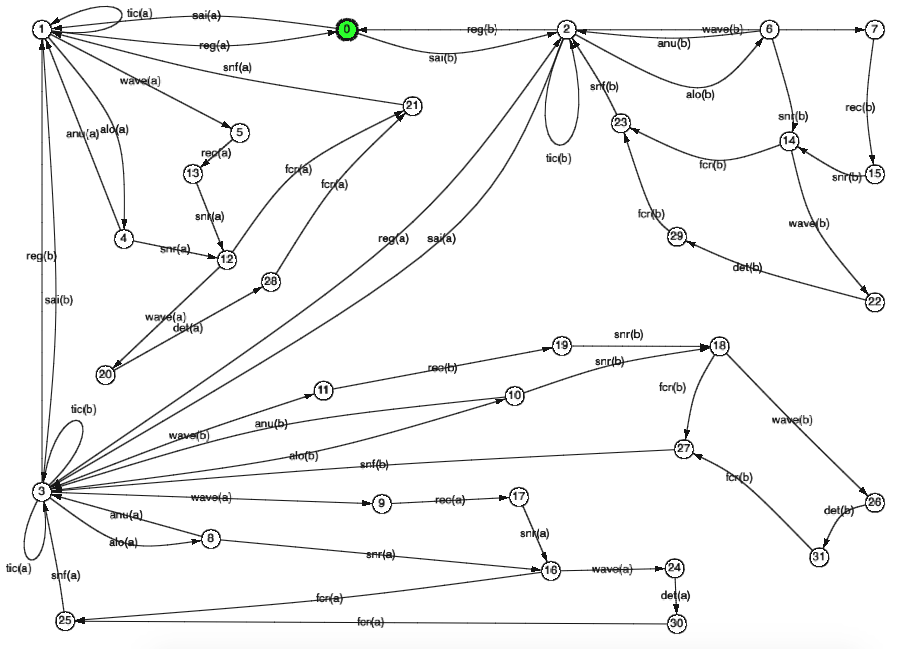 tic(a)
sai(a)
1
0
reg(b)
2
wave(b)
6
7
reg(a)
sai(b)
anu(b)
snf(a)
wave(a)
alo(b)
snf(b)
21
rec(b)
snr(b)
23
anu(a)
alo(a)
5
14
rec(a)
tic(b)
fcr(b)
13
fcr(a)
snr(b)
15
fcr(a)
snr(a)
fcr(b)
wave(b)
4
snr(a)
reg(a)
sai(a)
29
reg(b)
12
det(b)
28
sai(b)
22
wave(a)
det(a)
20
19
snr(b)
18
snr(b)
rec(b)
11
10
fcr(b)
tic(b)
wave(b)
anu(b)
wave(b)
alo(b)
27
snf(b)
fcr(b)
3
wave(a)
9
rec(a)
17
26
anu(a)
det(b)
alo(a)
8
snr(a)
snr(a)
31
tic(a)
snf(a)
16
wave(a)
24
fcr(a)
det(a)
25
fcr(a)
30